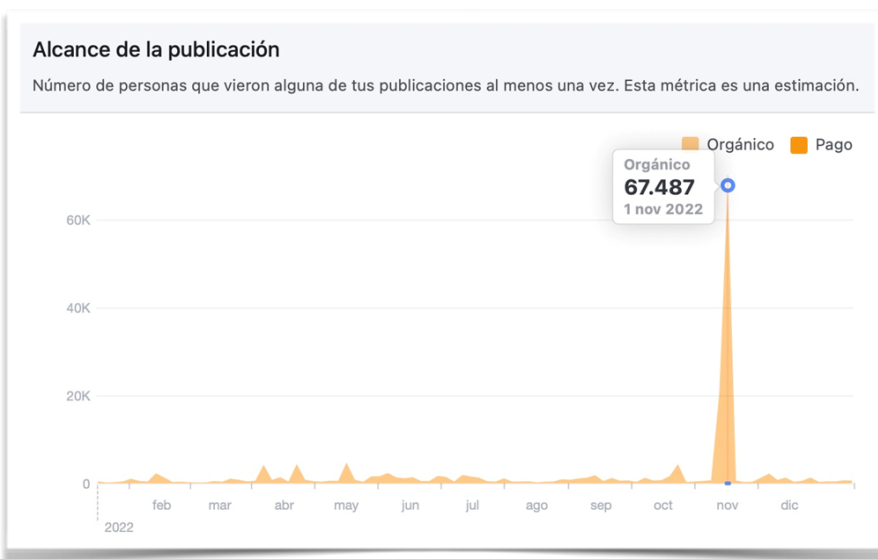 Alcance de la publicación
Número de personas que vieron alguna de tus publicaciones al menos una vez. Esta métrica es una estimación.
Orgánico Pago
Orgánico
67.487
1 nov 2022
60K
40K
20K
0
feb mar abr may jun jul ago sep oct nov dic
2022